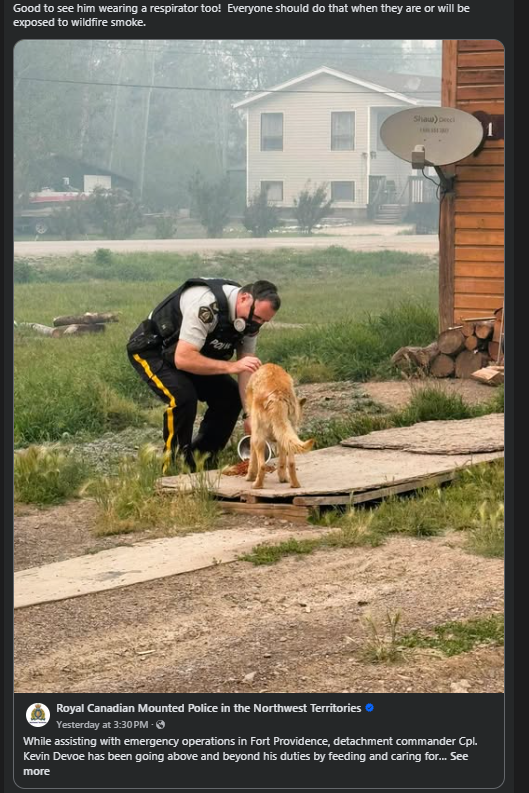 Good to see him wearing a respirator too!  Everyone should do that when they are or will be
exposed to wildfire smoke.
Shaw) Direct
1
Royal Canadian Mounted Police in the Northwest Territories
Yesterday at 3:30 PM ·
While assisting with emergency operations in Fort Providence, detachment commander Cpl.
Kevin Devoe has been going above and beyond his duties by feeding and caring for... See
more